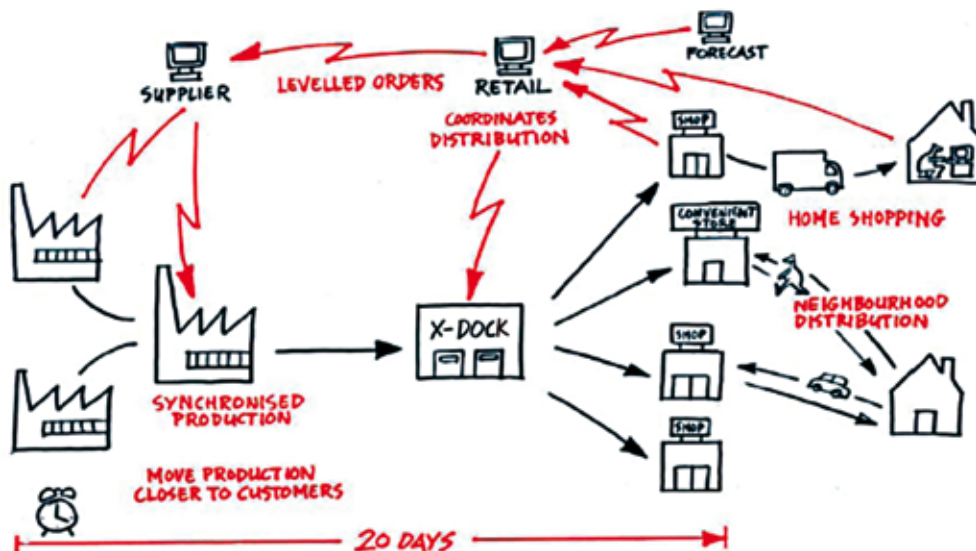 FORECAST
SUPPLIER
LEVELLED ORDERS
RETAIL
COORDINATES
DISTRIBUTION
SHOP
HOME SHOPPING
CONVENIENT
STORE
X-DOCK
NEIGHBOURHOOD
DISTRIBUTION
SHOP
SYNCHRONISED
PRODUCTION
SHOP
MOVE PRODUCTION
CLOSER TO CUSTOMERS
20 DAYS